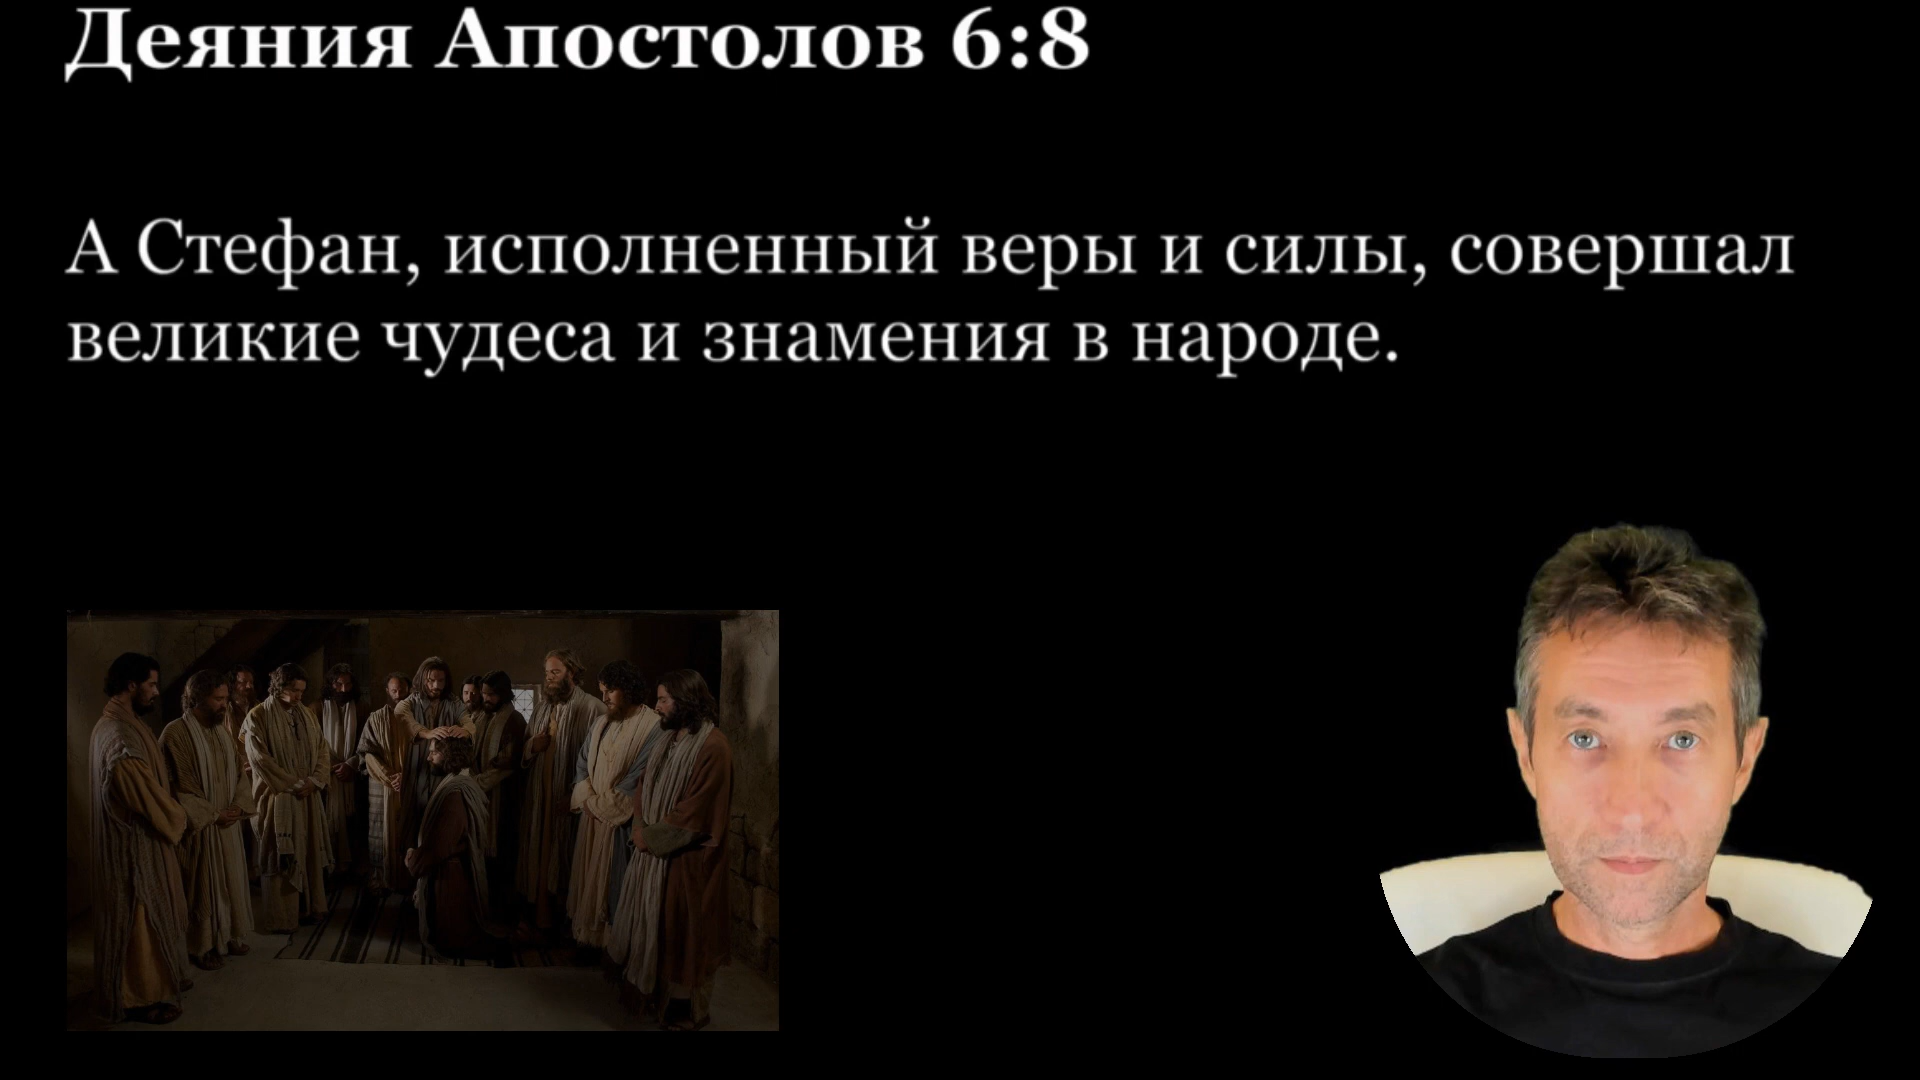 Деяния Апостолов 6:8
А Стефан, исполненный веры и силы, совершал
великие чудеса и знамения в народе.